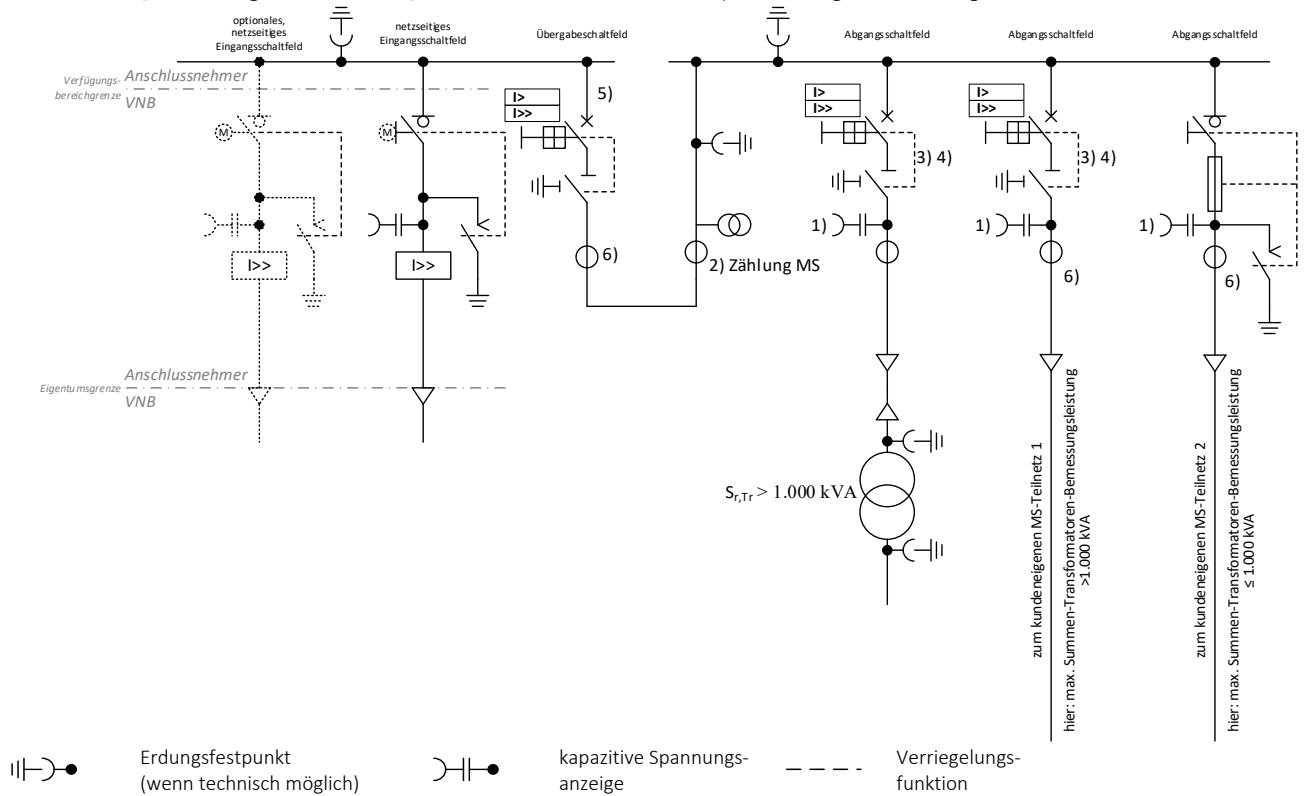 optionales,
netzseitiges
Eingangsschaltfeld
netzseitiges
Eingangsschaltfeld
Übergabeschaltfeld
Abgangsschaltfeld
Abgangsschaltfeld
Abgangsschaltfeld
Verfügungs-
bereichgrenze
Anschlussnehmer
VNB
I>
I>>
5)
I>
I>>
I>
I>>
M
M
3) 4)
3) 4)
1)
1)
1)
I>>
I>>
6)
2) Zählung MS
6)
6)
Eigentumsgrenze
Anschlussnehmer
VNB
Sr,Tr > 1.000 kVA
zum kundeneigenen MS-Teilnetz 1
hier: max. Summen-Transformatoren-Bemessungsleistung
>1.000 kVA
zum kundeneigenen MS-Teilnetz 2
hier: max. Summen-Transformatoren-Bemessungsleistung
≤ 1.000 kVA
Erdungsfestpunkt
(wenn technisch möglich)
kapazitive Spannungs-
anzeige
Verriegelungs-
funktion